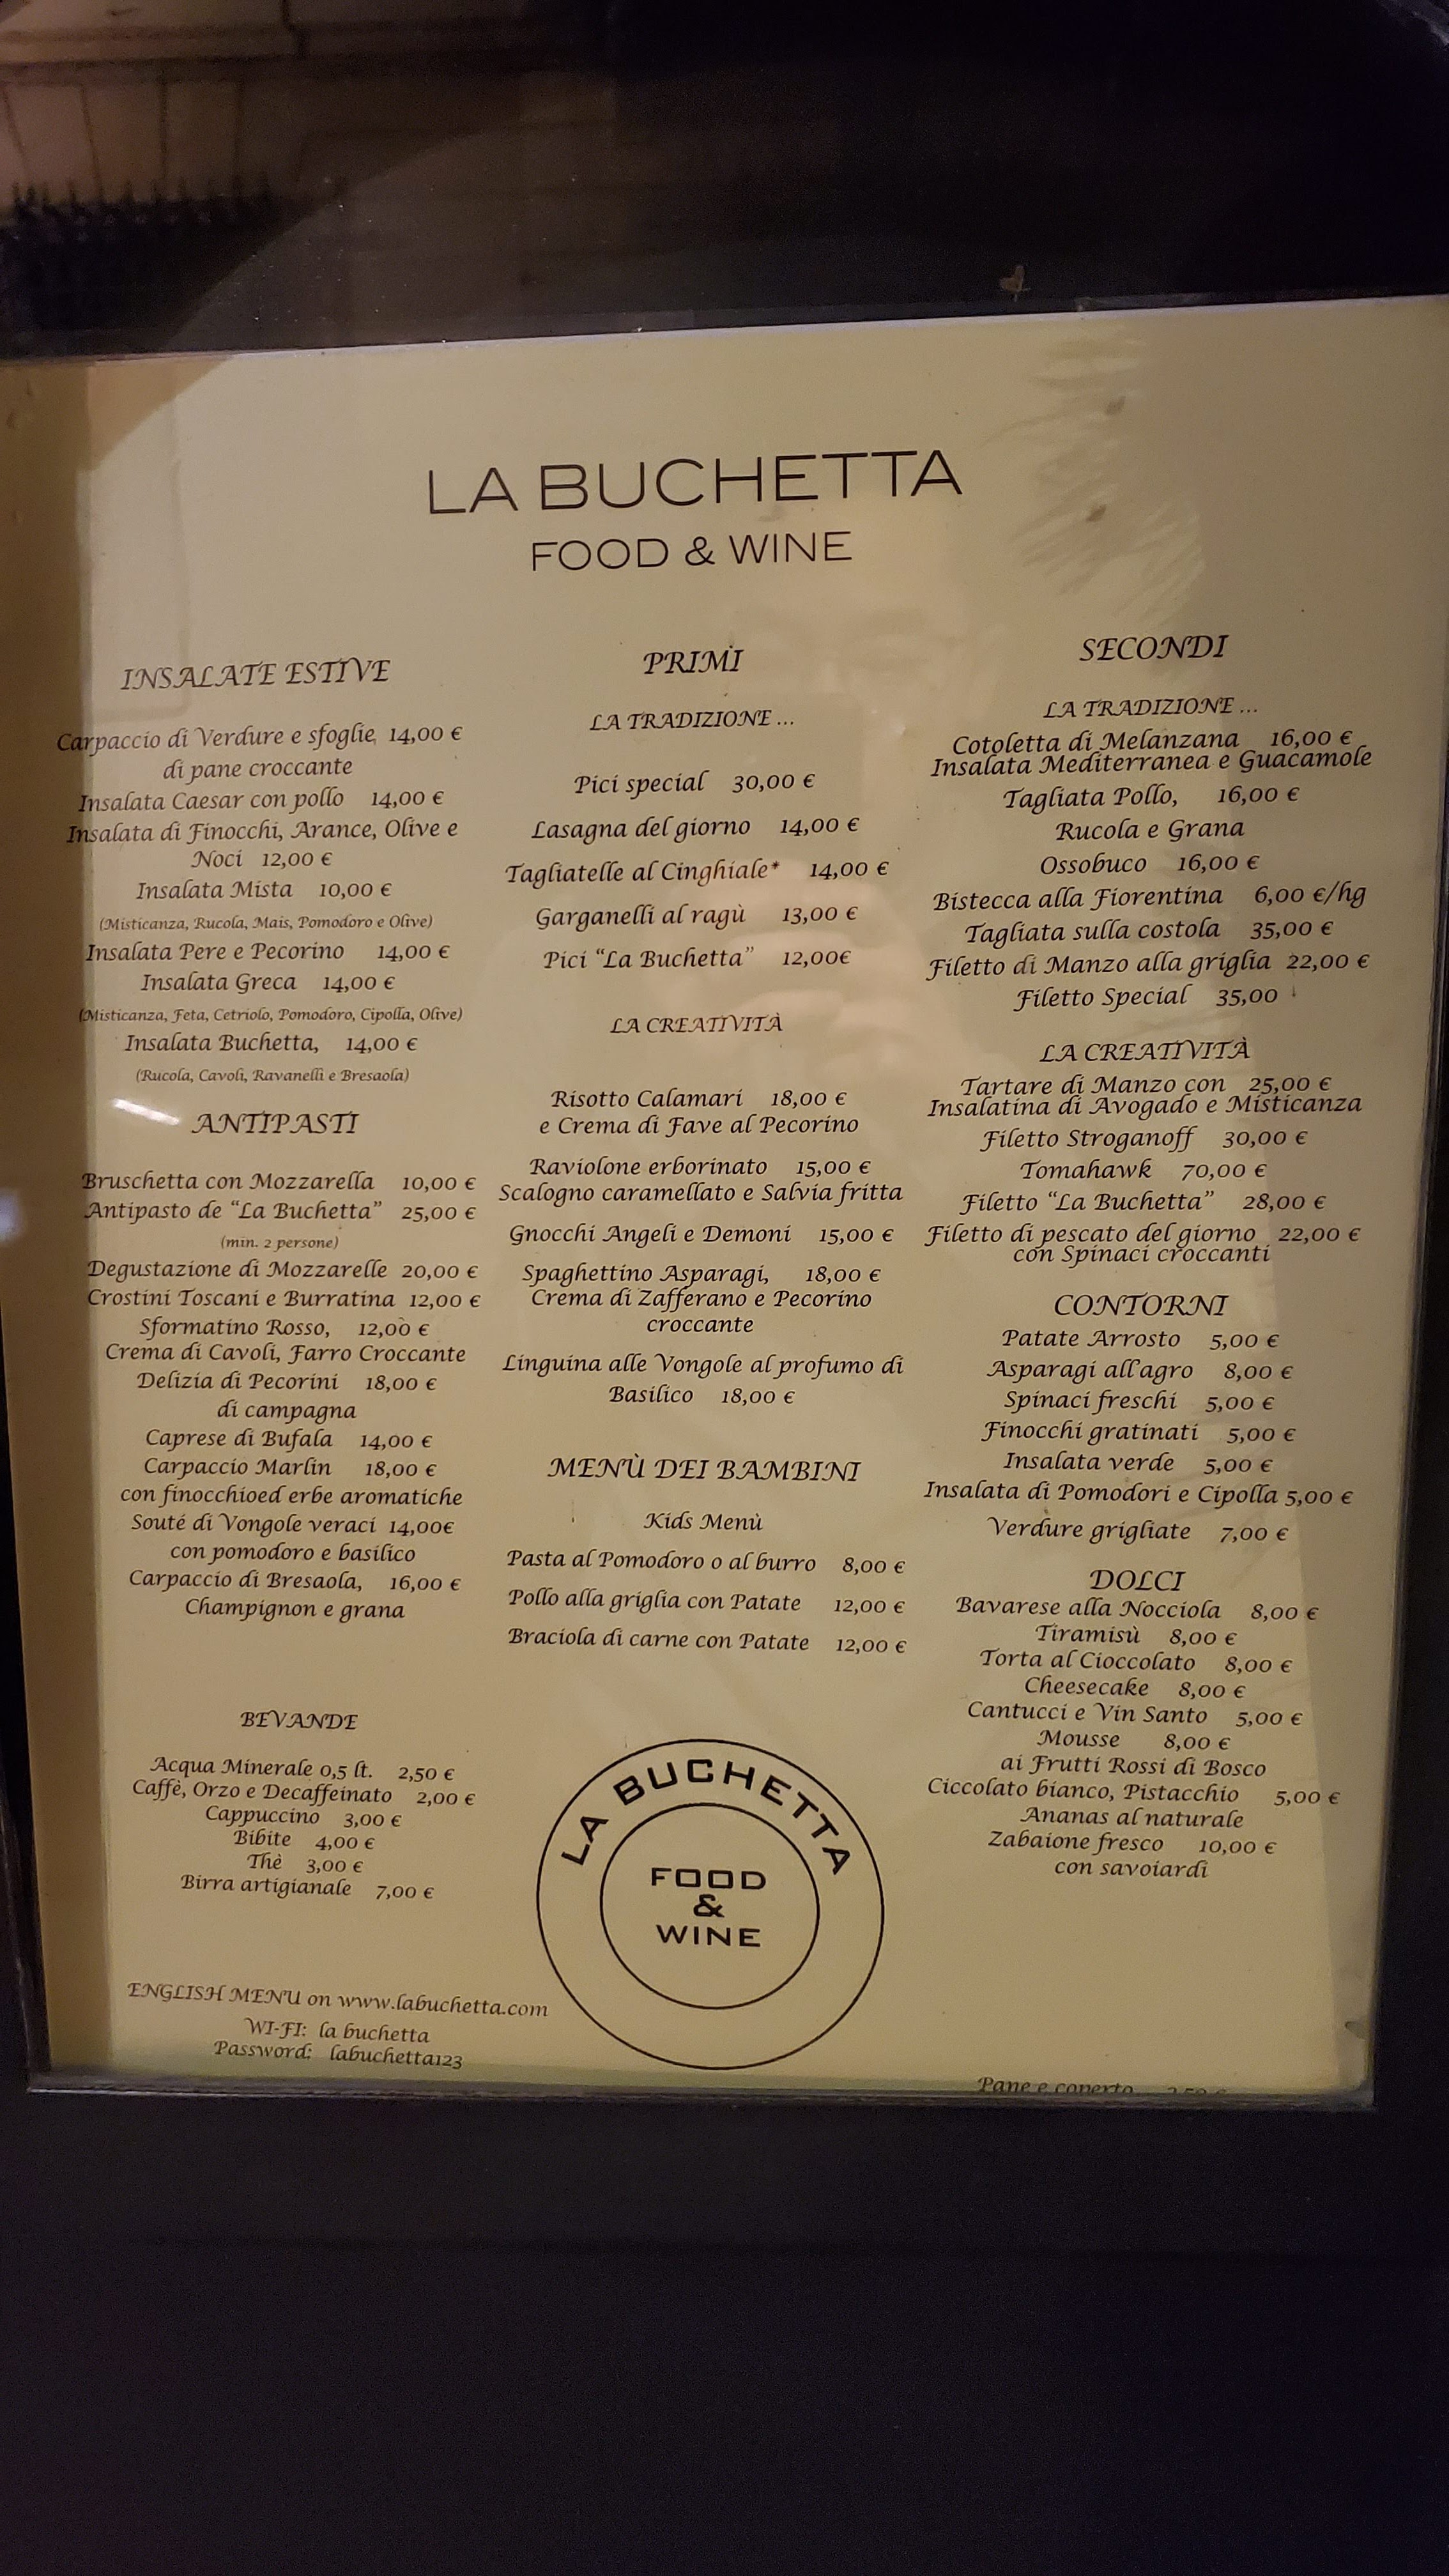 LA BUCHETTA
FOOD & WINE
INSALATE ESTIVE
Carpaccio di Verdure e sfoglie 14,00 €
di pane croccante
Insalata Caesar con pollo 14,00 €
Insalata di Finocchi, Arance, Olive e
Noci 12,00 €
Insalata Mista 10,00 €
(Misticanza, Rucola, Mais, Pomodoro e Olive)
Insalata Pere e Pecorino 14,00 €
Insalata Greca 14,00 €
(Misticanza, Feta, Cetriolo, Pomodoro, Cipolla, Olive)
Insalata Buchetta, 14,00 €
(Rucola, Cavoli, Ravanelli e Bresaola)
ANTIPASTI
Bruschetta con Mozzarella 10,00 €
Antipasto de “La Buchetta” 25,00 €
(min. 2 persone)
Degustazione di Mozzarelle 20,00 €
Crostini Toscani e Burratina 12,00 €
Sformatino Rosso, 12,00 €
Crema di Cavoli, Farro Croccante
Delizia di Pecorini 18,00 €
di campagna
Caprese di Bufala 14,00 €
Carpaccio Marlin 18,00 €
con finocchioed erbe aromatiche
Souté di Vongole veraci 14,00€
con pomodoro e basilico
Carpaccio di Bresaola, 16,00 €
Champignon e grana
BEVANDE
Acqua Minerale 0,5 lt. 2,50 €
Caffè, Orzo e Decaffeinato 2,00 €
Cappuccino 3,00 €
Bibite 4,00 €
Thè 3,00 €
Birra artigianale 7,00 €
ENGLISH MENU on www.labuchetta.com
WI-FI: la buchetta
Password: labuchetta123
PRIMI
LA TRADIZIONE ...
Pici special 30,00 €
Lasagna del giorno 14,00 €
Tagliatelle al Cinghiale* 14,00 €
Garganelli al ragù 13,00 €
Pici “La Buchetta” 12,00€
LA CREATIVITÀ
Risotto Calamari 18,00 €
e Crema di Fave al Pecorino
Raviolone erborinato 15,00 €
Scalogno caramellato e Salvia fritta
Gnocchi Angeli e Demoni 15,00 €
Spaghettino Asparagi, 18,00 €
Crema di Zafferano e Pecorino
croccante
Linguina alle Vongole al profumo di
Basilico 18,00 €
MENÙ DEI BAMBINI
Kids Menù
Pasta al Pomodoro o al burro 8,00 €
Pollo alla griglia con Patate 12,00 €
Braciola di carne con Patate 12,00 €
LA BUCHETTA
FOOD
&
WINE
SECONDI
LA TRADIZIONE ...
Cotoletta di Melanzana 16,00 €
Insalata Mediterranea e Guacamole
Tagliata Pollo, 16,00 €
Rucola e Grana
Ossobuco 16,00 €
Bistecca alla Fiorentina 6,00 €/hg
Tagliata sulla costola 35,00 €
Filetto di Manzo alla griglia 22,00 €
Filetto Special 35,00
LA CREATIVITÀ
Tartare di Manzo con 25,00 €
Insalatina di Avogado e Misticanza
Filetto Stroganoff 30,00 €
Tomahawk 70,00 €
Filetto “La Buchetta” 28,00 €
Filetto di pescato del giorno 22,00 €
con Spinaci croccanti
CONTORNI
Patate Arrosto 5,00 €
Asparagi all'agro 8,00 €
Spinaci freschi 5,00 €
Finocchi gratinati 5,00 €
Insalata verde 5,00 €
Insalata di Pomodori e Cipolla 5,00 €
Verdure grigliate 7,00 €
DOLCI
Bavarese alla Nocciola 8,00 €
Tiramisù 8,00 €
Torta al Cioccolato 8,00 €
Cheesecake 8,00 €
Cantucci e Vin Santo 5,00 €
Mousse 8,00 €
ai Frutti Rossi di Bosco
Ciccolato bianco, Pistacchio 5,00 €
Ananas al naturale
Zabaione fresco 10,00 €
con savoiardi
Pane e coperto